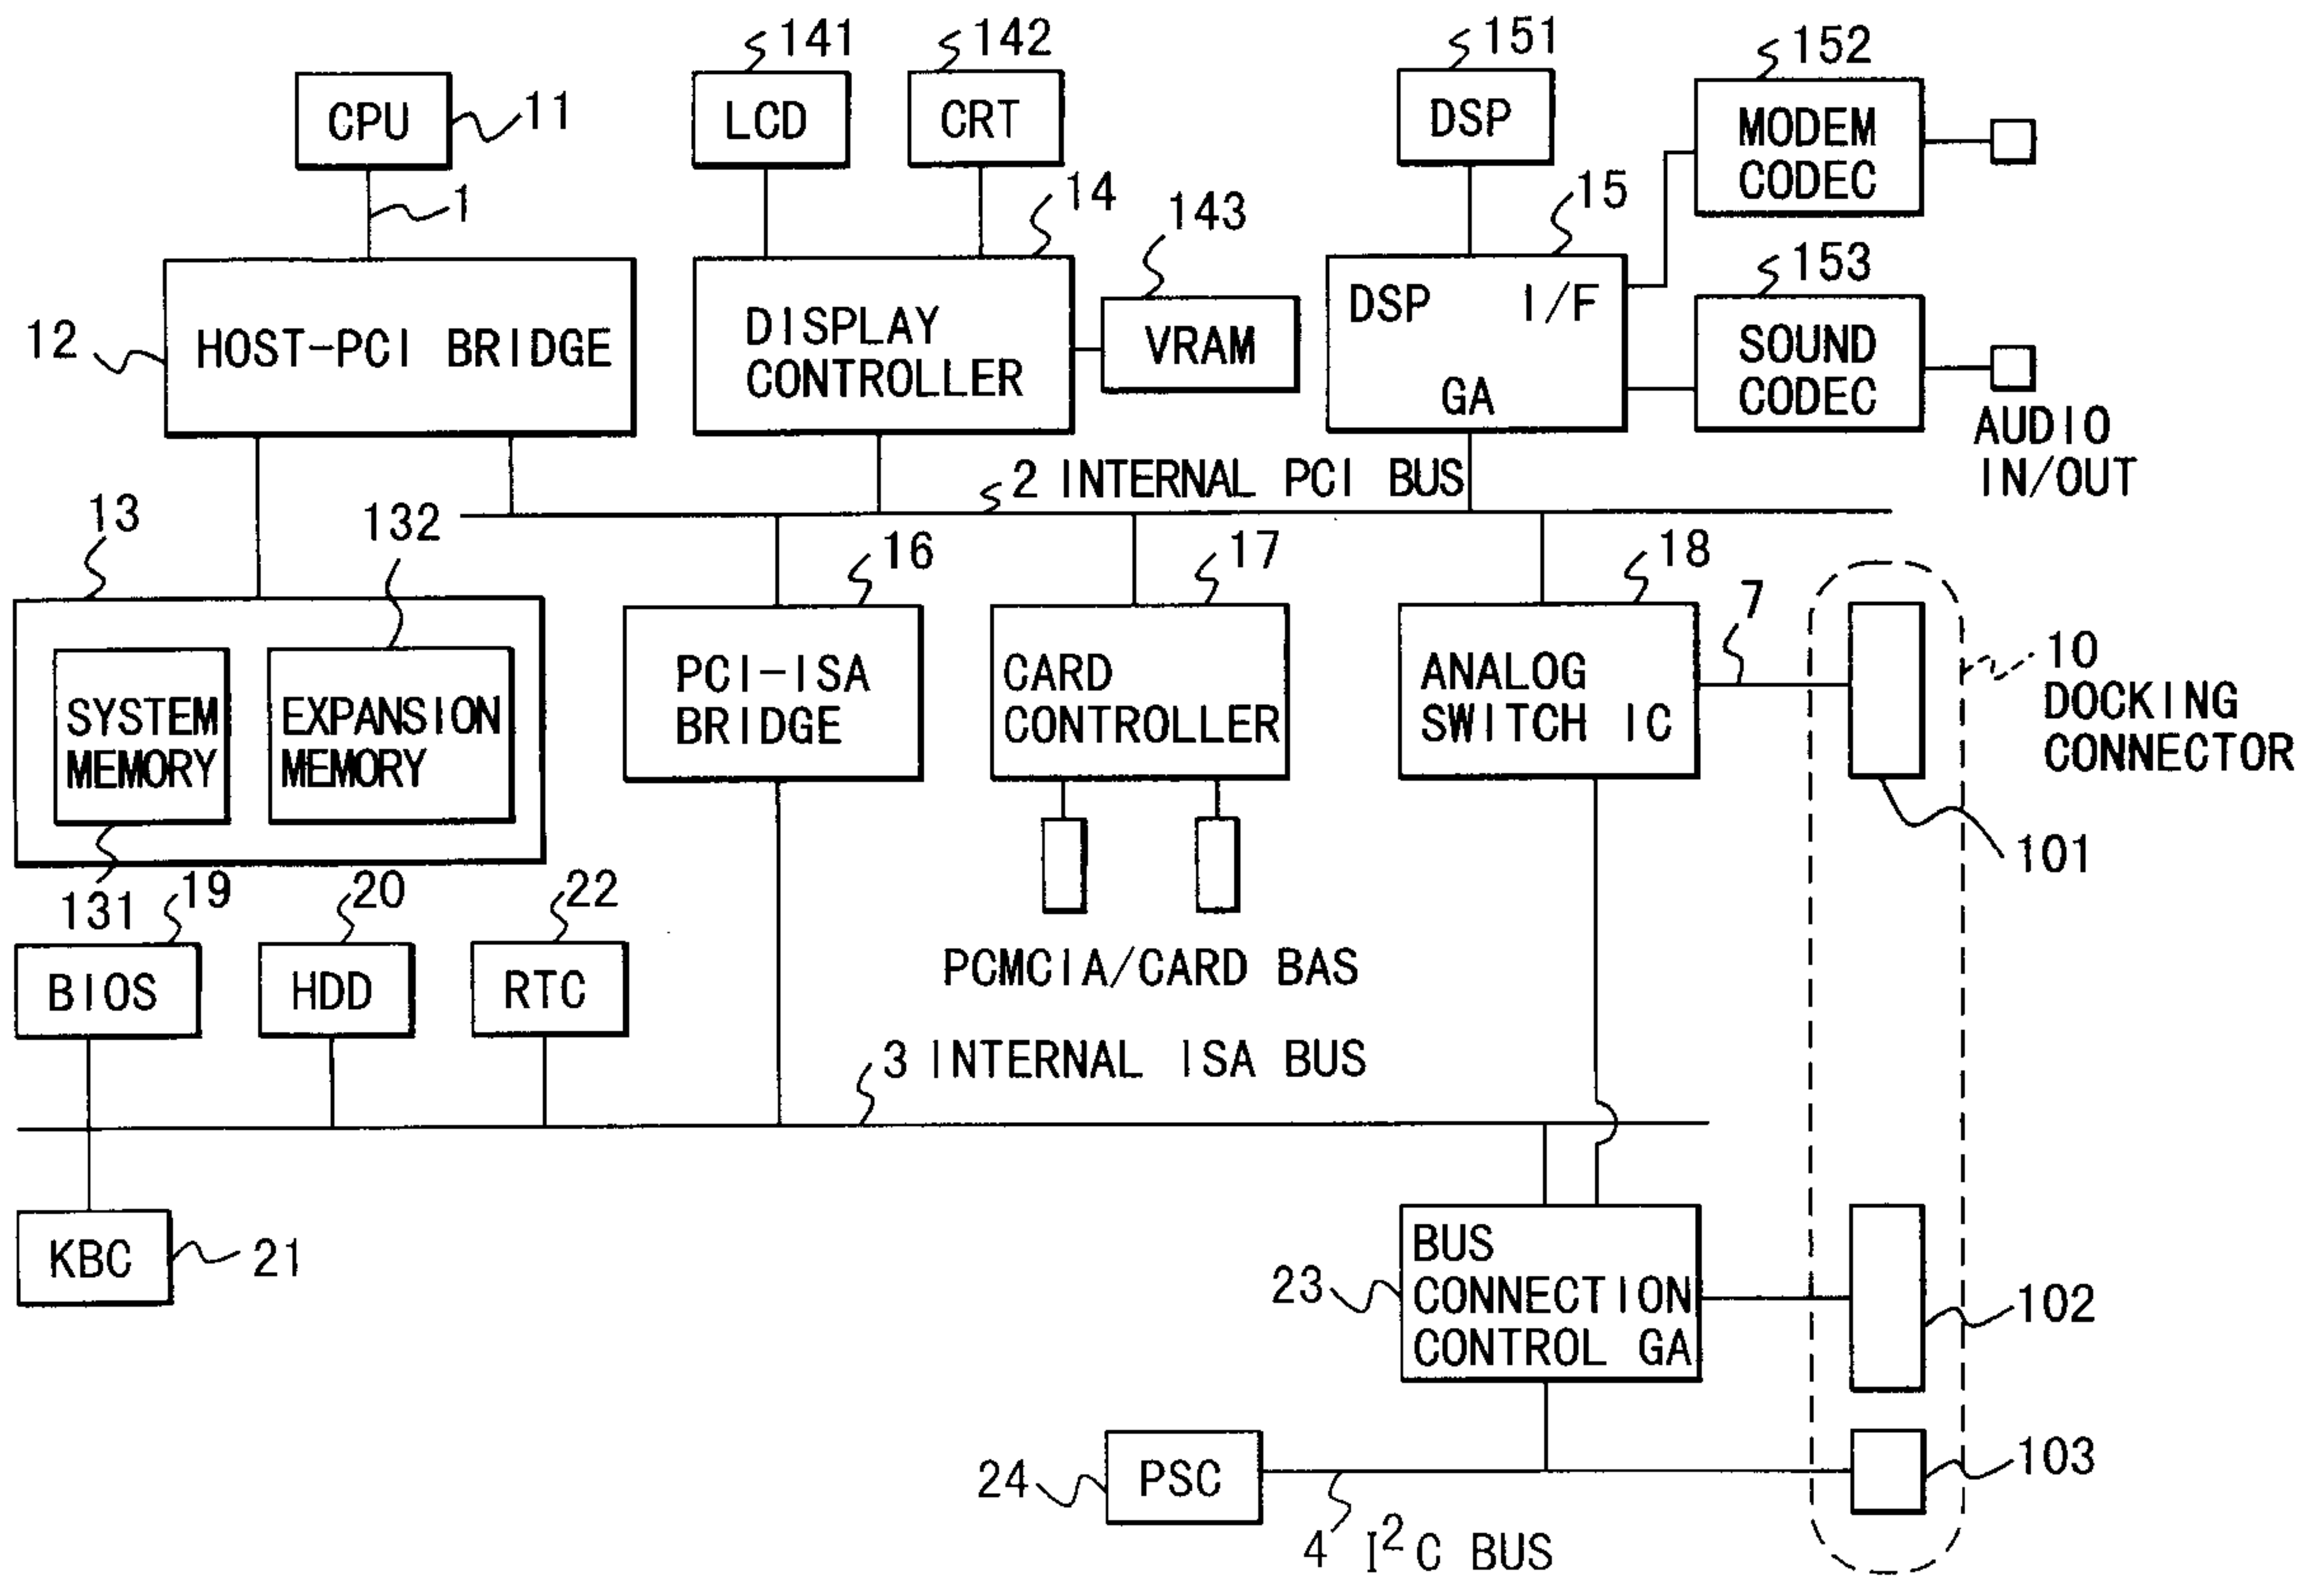 141
142
151
152
CPU
11
LCD
CRT
DSP
MODEM
CODEC
1
14
143
15
153
12
HOST-PCI BRIDGE
DISPLAY
CONTROLLER
VRAM
DSP I/F
GA
SOUND
CODEC
AUDIO
IN/OUT
2 INTERNAL PCI BUS
13
132
16
17
18
7
10
DOCKING
CONNECTOR
SYSTEM
MEMORY
EXPANSION
MEMORY
PCI-ISA
BRIDGE
CARD
CONTROLLER
ANALOG
SWITCH IC
101
131
19
20
22
BIOS
HDD
RTC
PCMCIA/CARD BAS
3 INTERNAL ISA BUS
KBC
21
23
BUS
CONNECTION
CONTROL GA
102
24
PSC
103
4 I²C BUS